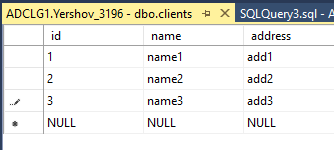 ADCLG1.Yershov_3196 - dbo.clients SQLQuery3.sql - A
id name address
1 name1 add1
2 name2 add2
3 name3 add3
NULL NULL NULL